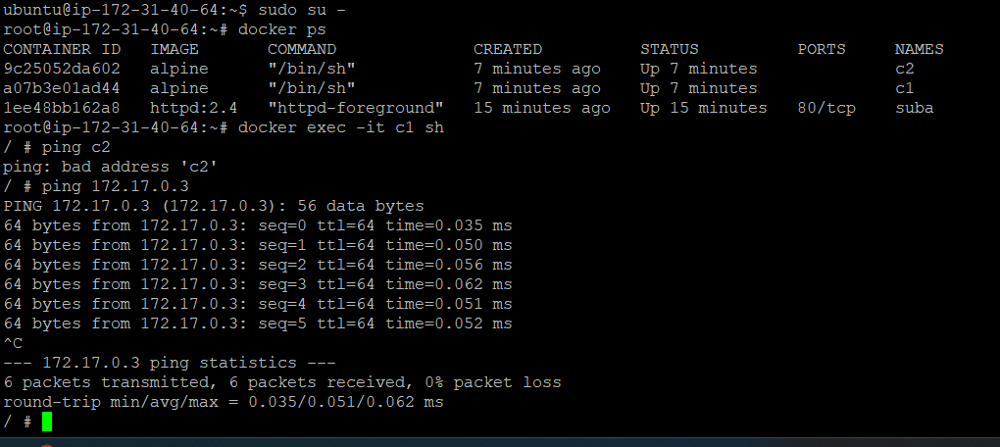 ubuntu@ip-172-31-40-64:~$ sudo su -
root@ip-172-31-40-64:~# docker ps
CONTAINER ID   IMAGE       COMMAND              CREATED          STATUS          PORTS     NAMES
9c25052da602   alpine      "/bin/sh"            7 minutes ago    Up 7 minutes              c2
a07b3e01ad44   alpine      "/bin/sh"            7 minutes ago    Up 7 minutes              c1
1ee48bb162a8   httpd:2.4   "httpd-foreground"   15 minutes ago   Up 15 minutes   80/tcp    suba
root@ip-172-31-40-64:~# docker exec -it c1 sh
/ # ping c2
ping: bad address 'c2'
/ # ping 172.17.0.3
PING 172.17.0.3 (172.17.0.3): 56 data bytes
64 bytes from 172.17.0.3: seq=0 ttl=64 time=0.035 ms
64 bytes from 172.17.0.3: seq=1 ttl=64 time=0.050 ms
64 bytes from 172.17.0.3: seq=2 ttl=64 time=0.056 ms
64 bytes from 172.17.0.3: seq=3 ttl=64 time=0.062 ms
64 bytes from 172.17.0.3: seq=4 ttl=64 time=0.051 ms
64 bytes from 172.17.0.3: seq=5 ttl=64 time=0.052 ms
^C
--- 172.17.0.3 ping statistics ---
6 packets transmitted, 6 packets received, 0% packet loss
round-trip min/avg/max = 0.035/0.051/0.062 ms
/ #